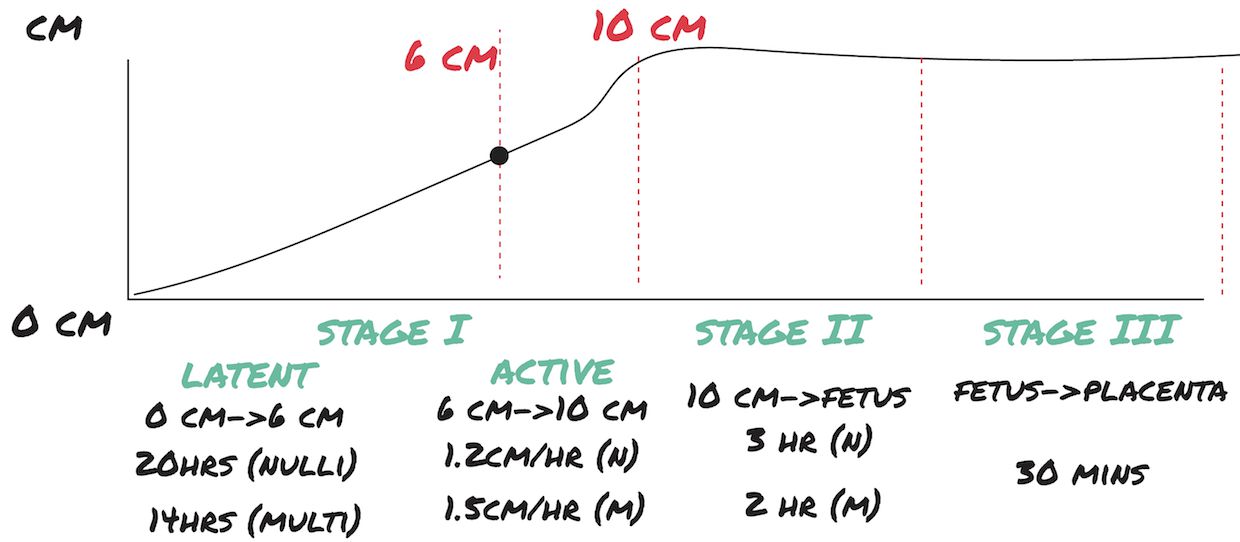 CM
6 CM
10 CM
0 CM
STAGE I
STAGE II
STAGE III
LATENT
0 CM->6 CM
20HRS (NULLI)
14HRS (MULTI)
ACTIVE
6 CM->10 CM
1.2CM/HR (N)
1.5CM/HR (M)
10 CM->FETUS
3 HR (N)
2 HR (M)
FETUS->PLACENTA
30 MINS